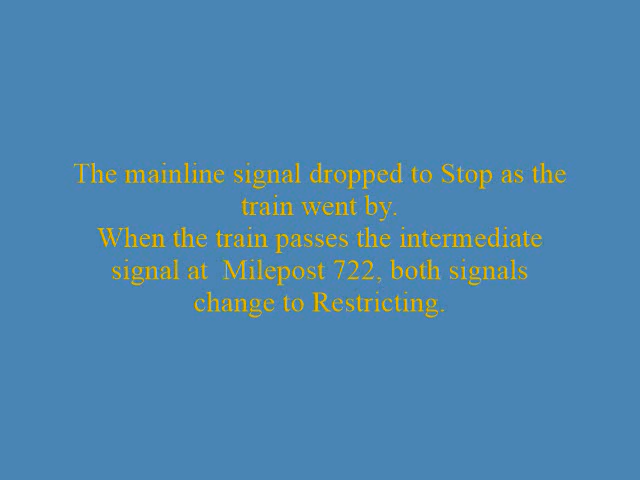 The mainline signal dropped to Stop as the
train went by.
When the train passes the intermediate
signal at  Milepost 722, both signals
change to Restricting.